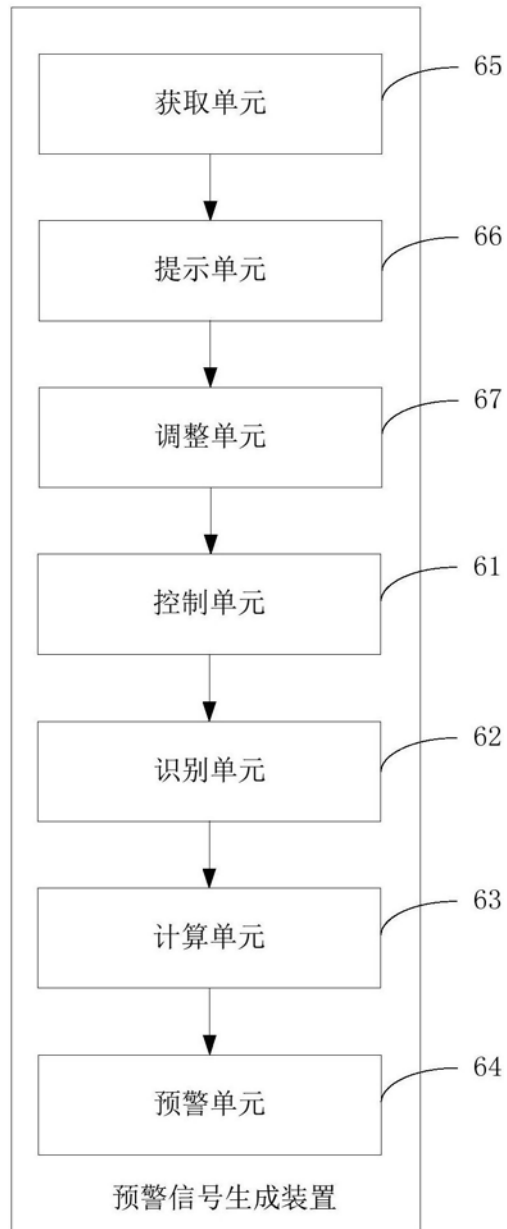 获取单元
65
提示单元
66
调整单元
67
控制单元
61
识别单元
62
计算单元
63
预警单元
64
预警信号生成装置